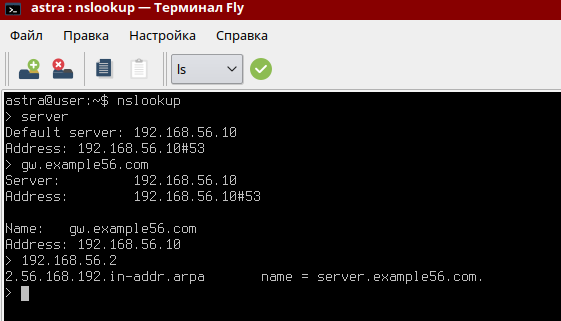 astra : nslookup — Терминал Fly
Файл Правка Настройка Справка
ls
astra@user:~$ nslookup
> server
Default server: 192.168.56.10
Address: 192.168.56.10#53
> gw.example56.com
Server:         192.168.56.10
Address:        192.168.56.10#53
Name:   gw.example56.com
Address: 192.168.56.10
> 192.168.56.2
2.56.168.192.in-addr.arpa       name = server.example56.com.
>